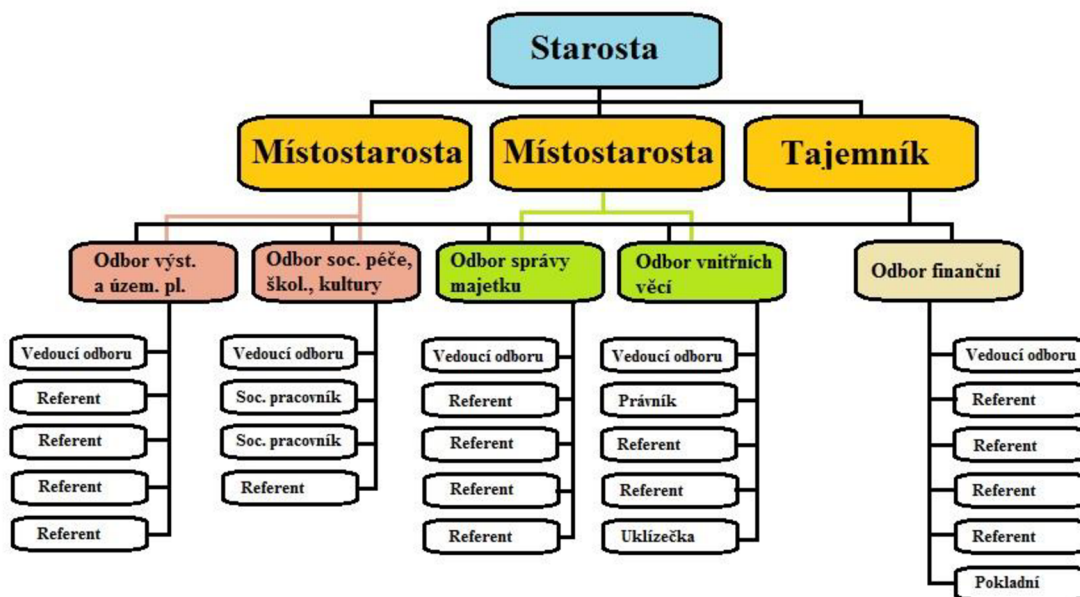 Starosta
Místostarosta
Místostarosta
Tajemník
Odbor výst.
a územ. pl.
Odbor soc. péče,
škol., kultury
Odbor správy
majetku
Odbor vnitřních
věcí
Odbor finanční
Vedoucí odboru
Referent
Referent
Referent
Referent
Vedoucí odboru
Soc. pracovník
Soc. pracovník
Referent
Vedoucí odboru
Referent
Referent
Referent
Referent
Vedoucí odboru
Právník
Referent
Referent
Uklízečka
Vedoucí odboru
Referent
Referent
Referent
Referent
Pokladní